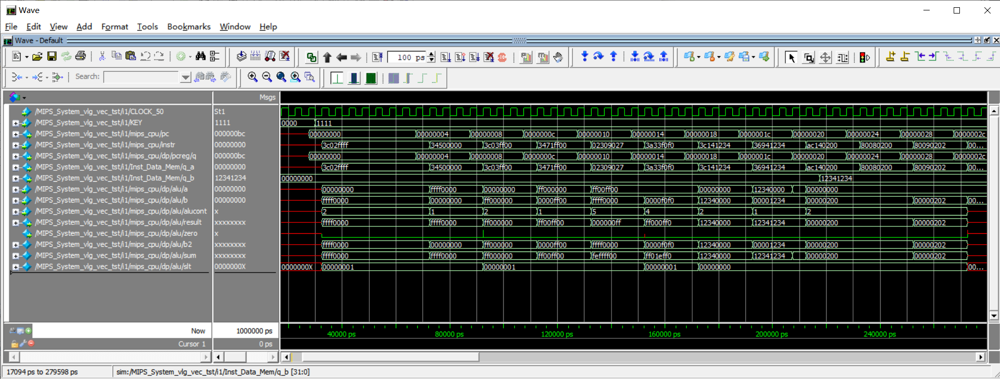 Wave
File Edit View Add Format Tools Bookmarks Window Help
Wave - Default
100 ps
Search:
Msgs
/MIPS_System_vlg_vec_tst/i1/CLOCK_50 St1
/MIPS_System_vlg_vec_tst/i1/KEY 1111 0000 1111
/MIPS_System_vlg_vec_tst/i1/mips_cpu/pc 000000bc 00000000 00000004 00000008 0000000c 00000010 00000014 00000018 0000001c 00000020 00000024 00000028 0000002c
/MIPS_System_vlg_vec_tst/i1/mips_cpu/instr 00000000 3c02ffff 34500000 3c03ff00 3471ff00 02309027 3a33f0f0 3c141234 36941234 ac140200 80080200 80090202 00...
/MIPS_System_vlg_vec_tst/i1/mips_cpu/dp/pcreg/q 000000bc 00000000 00000004 00000008 0000000c 00000010 00000014 00000018 0000001c 00000020 00000024 00000028 0000002c
/MIPS_System_vlg_vec_tst/i1/Inst_Data_Mem/q_a 00000000 3c02ffff 34500000 3c03ff00 3471ff00 02309027 3a33f0f0 3c141234 36941234 ac140200 80080200 80090202 00...
/MIPS_System_vlg_vec_tst/i1/Inst_Data_Mem/q_b 12341234 00000000 12341234
/MIPS_System_vlg_vec_tst/i1/mips_cpu/dp/alu/a 00000000 00000000 ffff0000 00000000 ff000000 ff00ff00 00000000 12340000 00000000
/MIPS_System_vlg_vec_tst/i1/mips_cpu/dp/alu/b 00000000 ffff0000 00000000 ff000000 0000ff00 ffff0000 0000f0f0 12340000 00001234 00000200 00000202 00...
/MIPS_System_vlg_vec_tst/i1/mips_cpu/dp/alu/alucont x 2 1 2 1 5 4 2 1 2
/MIPS_System_vlg_vec_tst/i1/mips_cpu/dp/alu/result xxxxxxxx ffff0000 ffff0000 ff000000 ff00ff00 000000ff ff000ff0 12340000 12341234 00000200 00000202
/MIPS_System_vlg_vec_tst/i1/mips_cpu/dp/alu/zero x
/MIPS_System_vlg_vec_tst/i1/mips_cpu/dp/alu/b2 xxxxxxxx ffff0000 00000000 ff000000 0000ff00 ffff0000 0000f0f0 12340000 00001234 00000200 00000202
/MIPS_System_vlg_vec_tst/i1/mips_cpu/dp/alu/sum xxxxxxxx ffff0000 ffff0000 ff000000 ff00ff00 feffff00 ff01eff0 12340000 12341234 00000200 00000202
/MIPS_System_vlg_vec_tst/i1/mips_cpu/dp/alu/slt 0000000X 0000000X 00000001 00000001 00000001 00000000 00...
Now 1000000 ps 40000 ps 80000 ps 120000 ps 160000 ps 200000 ps 240000 ps
Cursor 1 0 ps
17094 ps to 279598 ps sim:/MIPS_System_vlg_vec_tst/i1/Inst_Data_Mem/q_b [31:0]